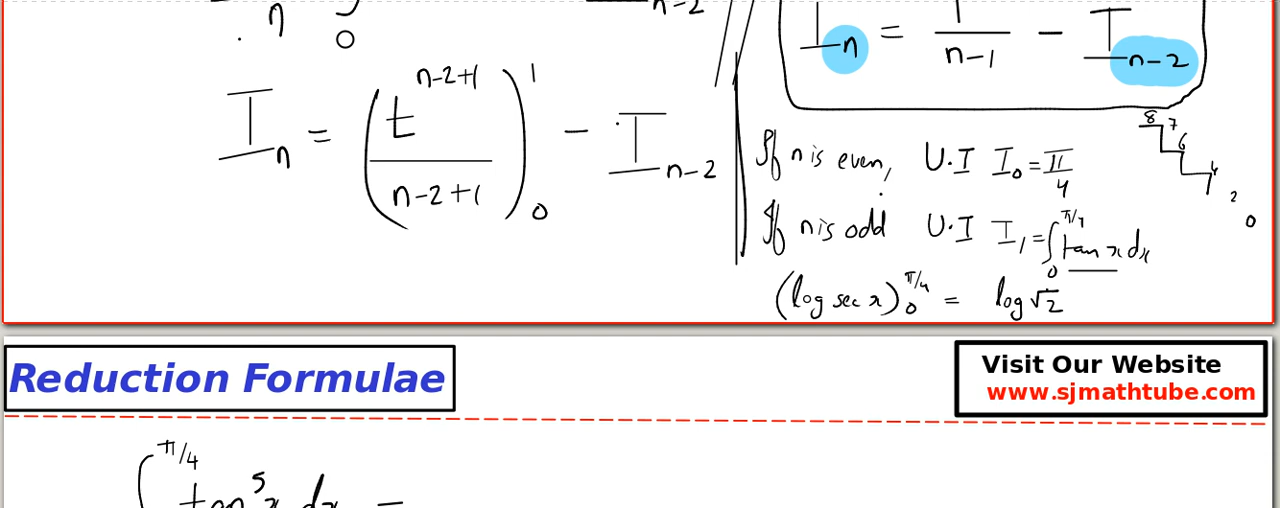 n 0 n-2
I_n = (t^{n-2+1} / n-2+1)_0^1 - I_{n-2}
I_n = 1/n-1 - I_{n-2}
8 7 6 4 2 0
If n is even, U.I I_0 = π/4
If n is odd U.I I_1 = ∫_0^{π/4} tan x dx
(log sec x)_0^{π/4} = log √2
Reduction Formulae
Visit Our Website
www.sjmathtube.com
∫^{π/4} tan^5 x dx =